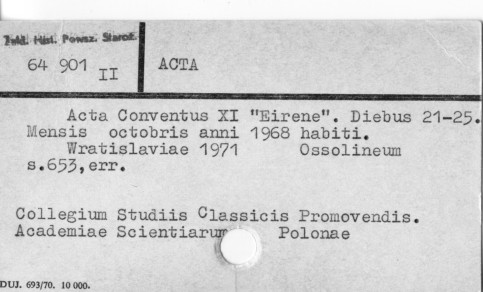 Zakł. Hist. Powsz. Staroż.
64 901 II
ACTA
Acta Conventus XI "Eirene". Diebus 21-25.
Mensis octobris anni 1968 habiti.
Wratislaviae 1971 Ossolineum
s.653,err.
Collegium Studiis Classicis Promovendis.
Academiae Scientiarum Polonae
DUJ. 693/70. 10 000.